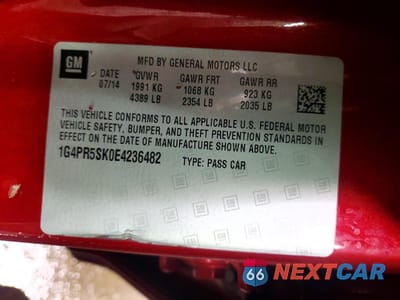 GM
MFD BY GENERAL MOTORS LLC
DATE GVWR GAWR FRT GAWR RR
07/14 1991 KG 1068 KG 923 KG
4389 LB 2354 LB 2035 LB
THIS VEHICLE CONFORMS TO ALL APPLICABLE U.S. FEDERAL MOTOR
VEHICLE SAFETY, BUMPER, AND THEFT PREVENTION STANDARDS IN
EFFECT ON THE DATE OF MANUFACTURE SHOWN ABOVE.
1G4PR5SK0E4236482 TYPE: PASS CAR
66 NEXTCAR